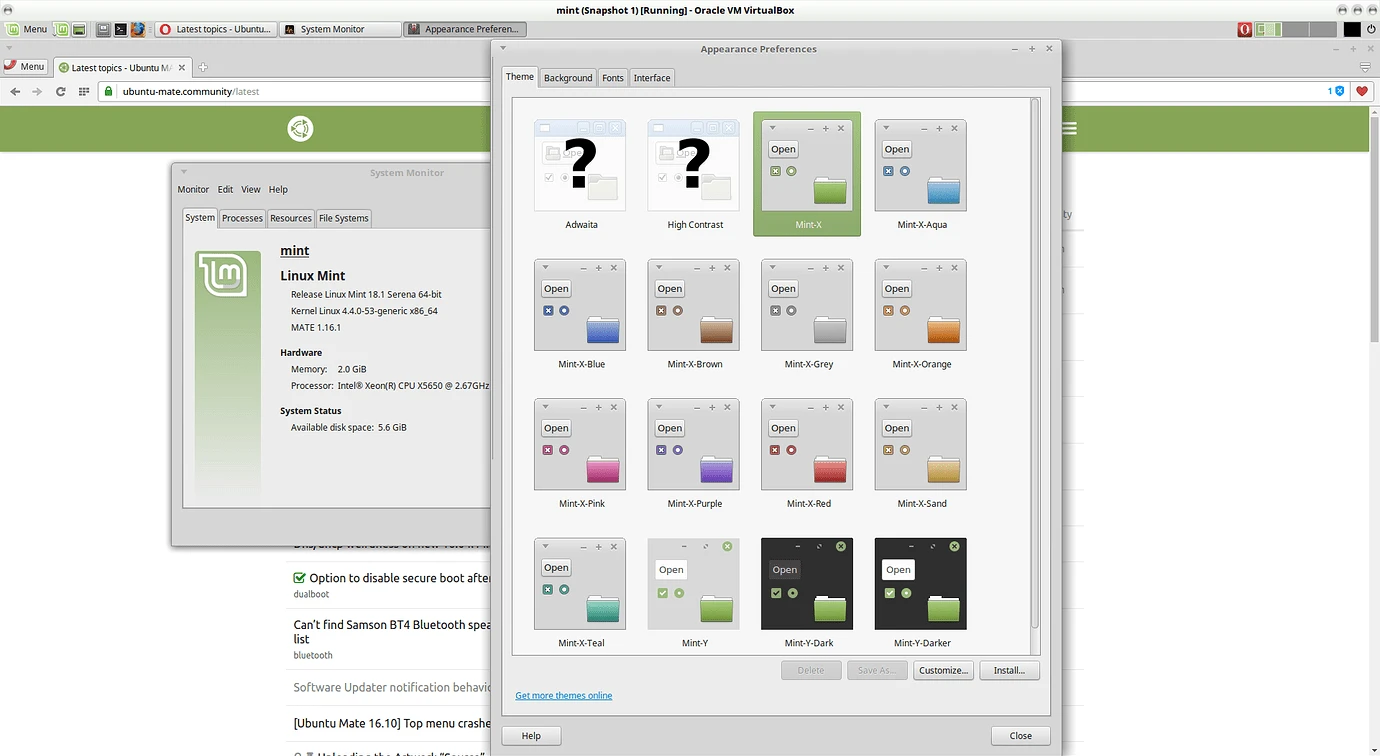 mint (Snapshot 1) [Running] - Oracle VM VirtualBox
Menu
Latest topics - Ubuntu...
System Monitor
Appearance Preferen...
Menu
Latest topics - Ubuntu MA
ubuntu-mate.community/latest
1
Appearance Preferences
Theme
Background
Fonts
Interface
System Monitor
Monitor Edit View Help
System
Processes
Resources
File Systems
mint
Linux Mint
Release Linux Mint 18.1 Serena 64-bit
Kernel Linux 4.4.0-53-generic x86_64
MATE 1.16.1
Hardware
Memory: 2.0 GiB
Processor: Intel® Xeon(R) CPU X5650 @ 2.67GHz
System Status
Available disk space: 5.6 GiB
? ? Open Open
Adwaita High Contrast Mint-X Mint-X-Aqua
Open Open Open Open
Mint-X-Blue Mint-X-Brown Mint-X-Grey Mint-X-Orange
Open Open Open Open
Mint-X-Pink Mint-X-Purple Mint-X-Red Mint-X-Sand
Open Open Open Open
Mint-X-Teal Mint-Y Mint-Y-Dark Mint-Y-Darker
Delete
Save As...
Customize...
Install...
Get more themes online
Help
Close
Option to disable secure boot after
dualboot
Can't find Samson BT4 Bluetooth spea
list
bluetooth
Software Updater notification behavio
[Ubuntu Mate 16.10] Top menu crashe